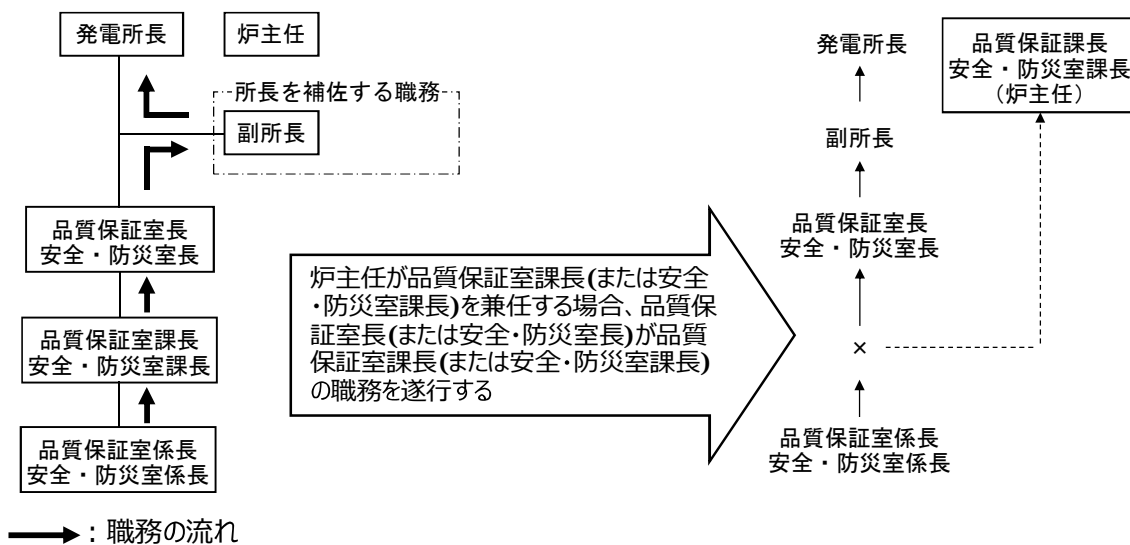 発電所長
炉主任
所長を補佐する職務
副所長
品質保証室長
安全・防災室長
品質保証室課長
安全・防災室課長
品質保証室係長
安全・防災室係長
：職務の流れ
炉主任が品質保証室課長(または安全
・防災室課長)を兼任する場合、品質保
証室長(または安全・防災室長)が品質
保証室課長(または安全・防災室課長)
の職務を遂行する
発電所長
副所長
品質保証室長
安全・防災室長
×
品質保証室係長
安全・防災室係長
品質保証課長
安全・防災室課長
（炉主任）